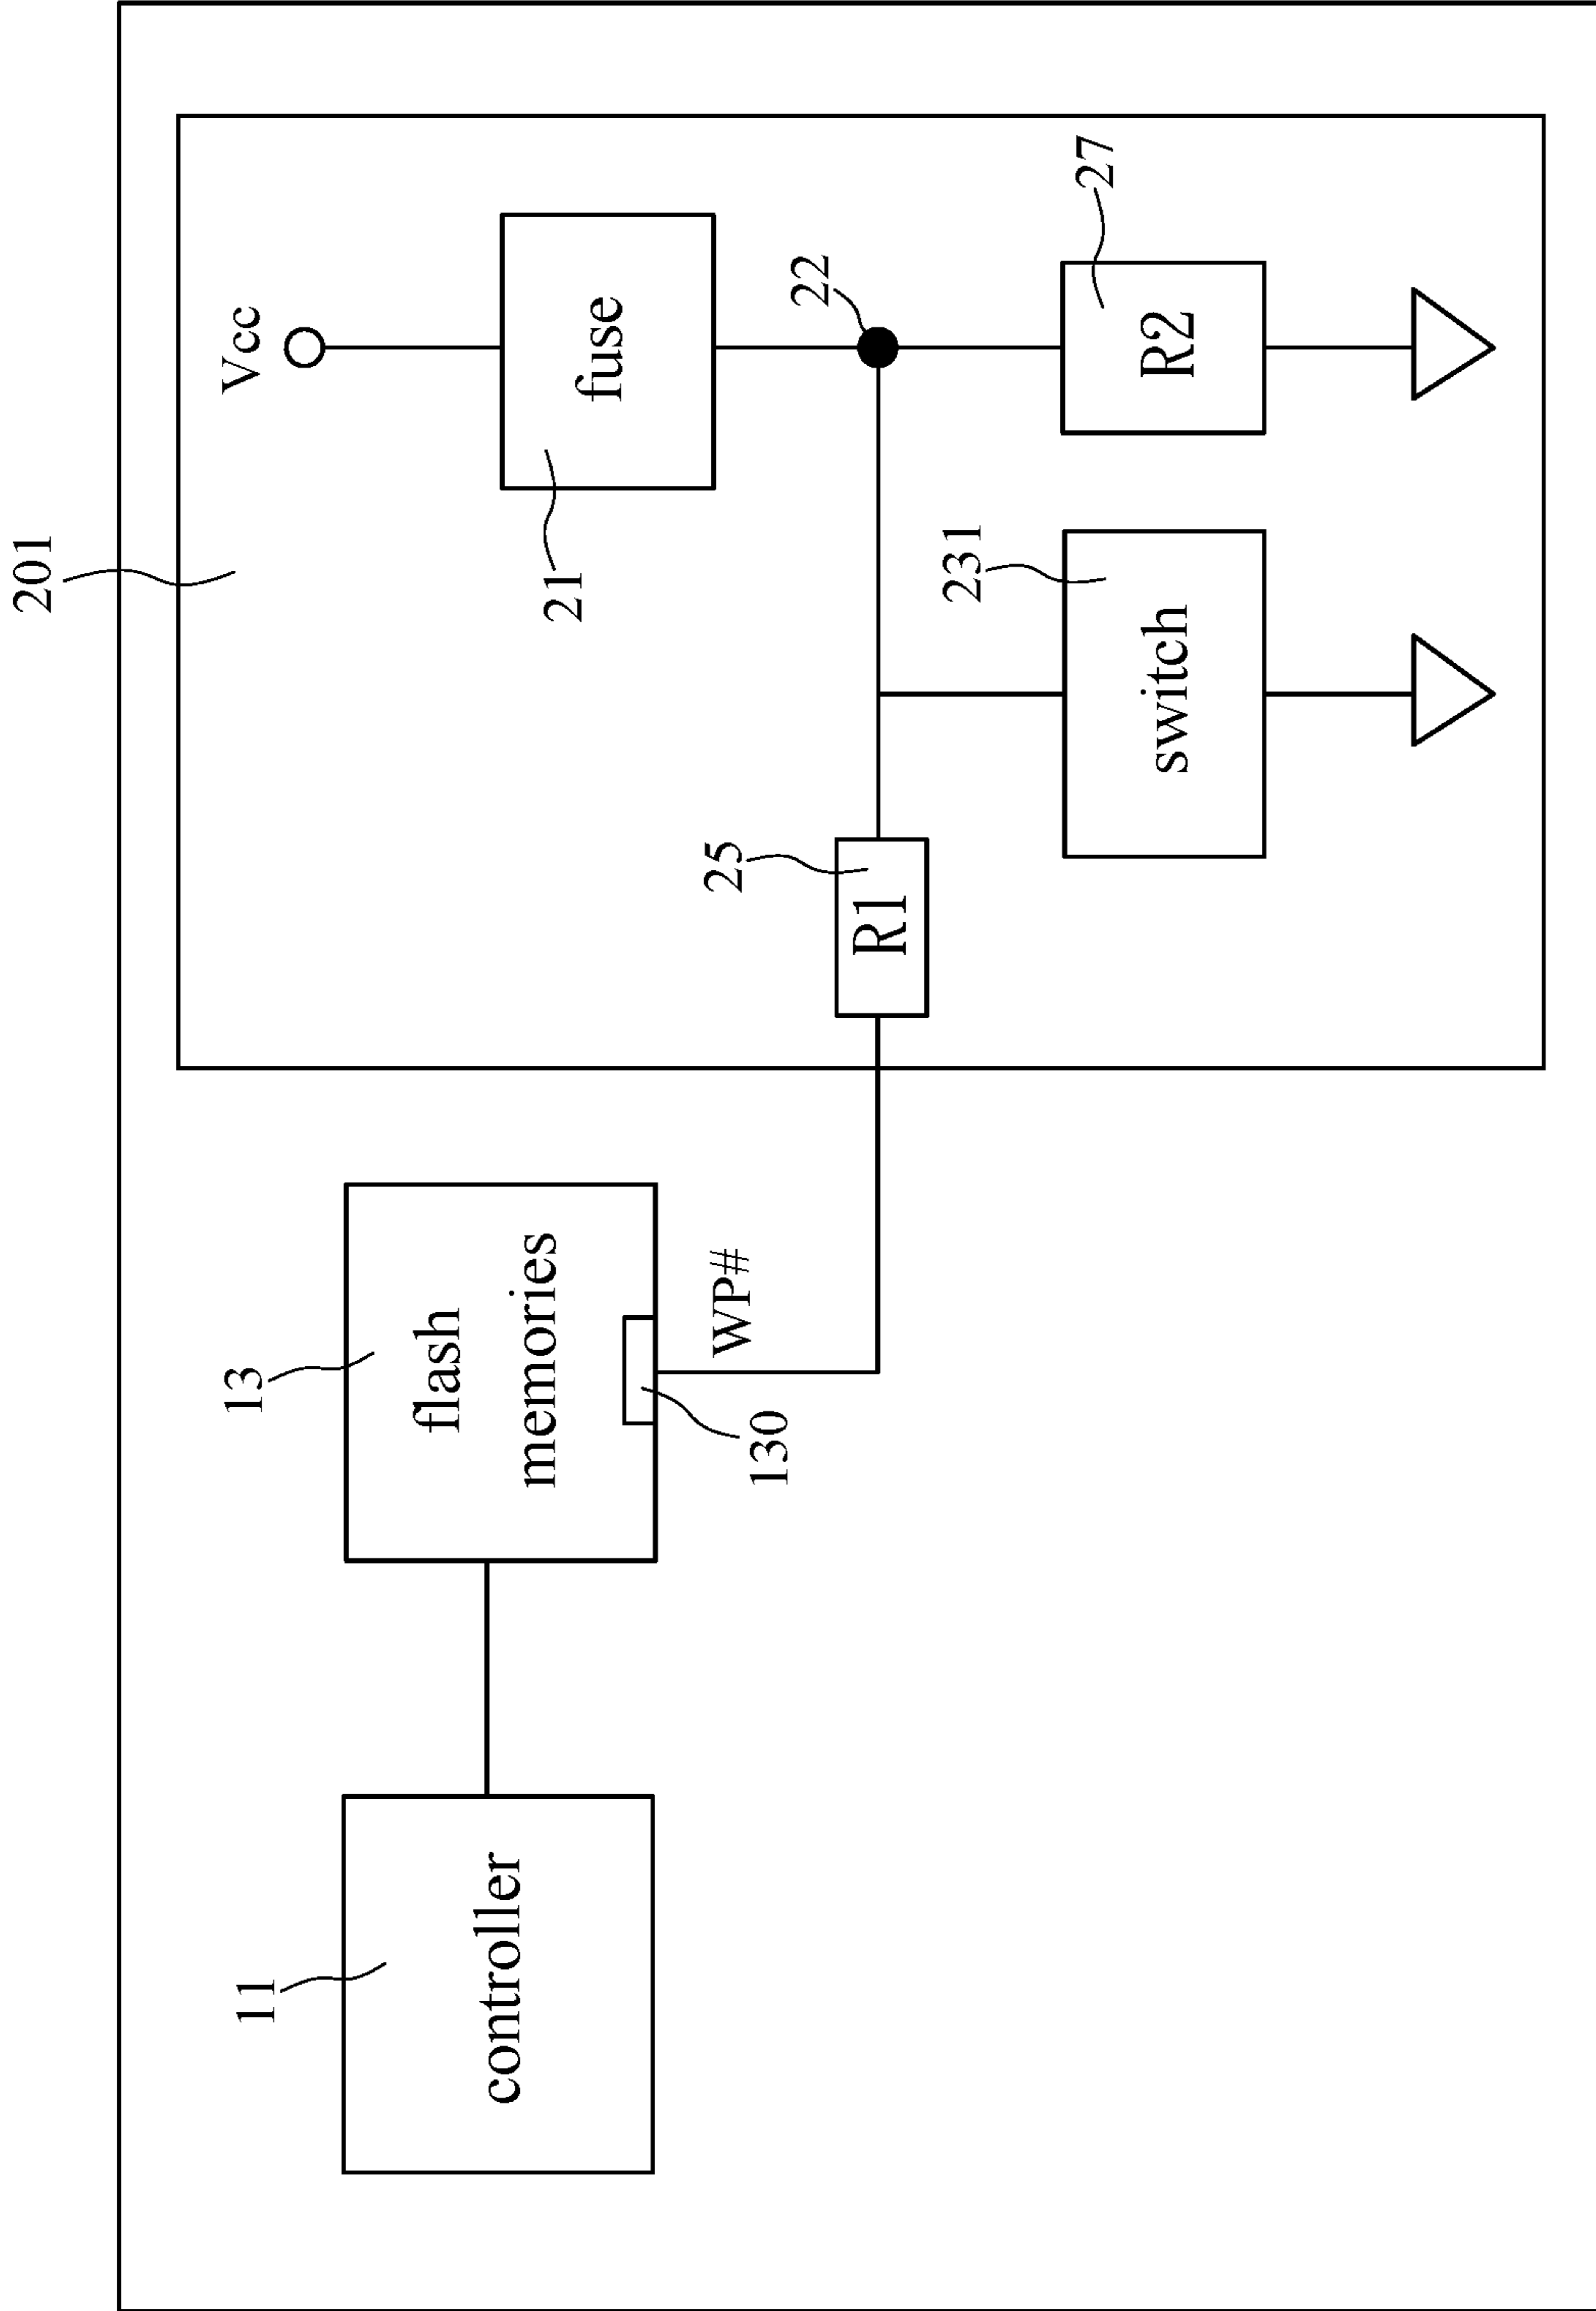 201
Vcc
fuse
21
22
R2
27
switch
231
R1
25
flash
memories
13
WP#
130
controller
11